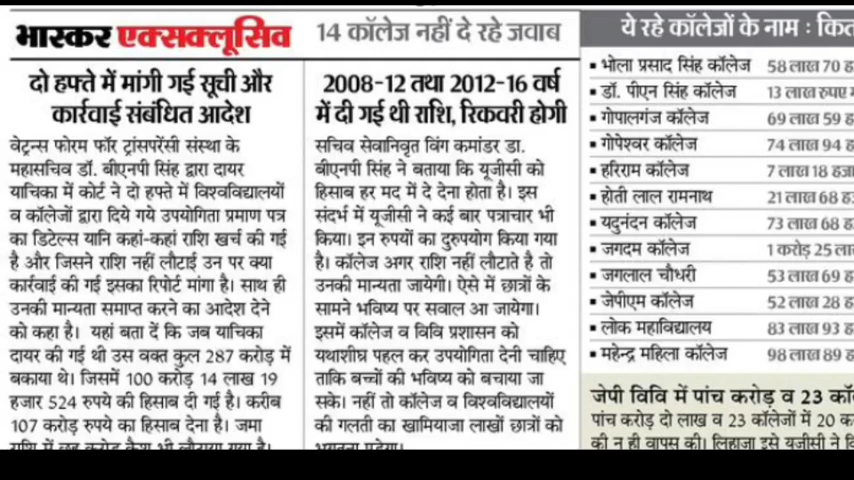 भास्कर एक्सक्लूसिव
14 कॉलेज नहीं दे रहे जवाब
दो हफ्ते में मांगी गई सूची और
कार्रवाई संबंधित आदेश
वेट्रन्स फोरम फॉर ट्रांसपरेंसी संस्था के
महासचिव डॉ. बीएनपी सिंह द्वारा दायर
याचिका में कोर्ट ने दो हफ्ते में विश्वविद्यालयों
व कॉलेजों द्वारा दिये गये उपयोगिता प्रमाण पत्र
का डिटेल्स यानि कहां-कहां राशि खर्च की गई
है और जिसने राशि नहीं लौटाई उन पर क्या
कार्रवाई की गई इसका रिपोर्ट मांगा है। साथ ही
उनकी मान्यता समाप्त करने का आदेश देने
को कहा है। यहां बता दें कि जब याचिका
दायर की गई थी उस वक्त कुल 287 करोड़ में
बकाया थे। जिसमें 100 करोड़ 14 लाख 19
हजार 524 रुपये की हिसाब दी गई है। करीब
107 करोड़ रुपये का हिसाब देना है। जमा
2008-12 तथा 2012-16 वर्ष
में दी गई थी राशि, रिकवरी होगी
सचिव सेवानिवृत विंग कमांडर डा.
बीएनपी सिंह ने बताया कि यूजीसी को
हिसाब हर मद में दे देना होता है। इस
संदर्भ में यूजीसी ने कई बार पत्राचार भी
किया। इन रुपयों का दुरुपयोग किया गया
है। कॉलेज अगर राशि नहीं लौटाते है तो
उनकी मान्यता जायेगी। ऐसे में छात्रों के
सामने भविष्य पर सवाल आ जायेगा।
इसमें कॉलेज व विवि प्रशासन को
यथाशीघ्र पहल कर उपयोगिता देनी चाहिए
ताकि बच्चों की भविष्य को बचाया जा
सके। नहीं तो कॉलेज व विश्वविद्यालयों
की गलती का खामियाजा लाखों छात्रों को
ये रहे कॉलेजों के नाम : कित
▪ भोला प्रसाद सिंह कॉलेज 58 लाख 70 ह
▪ डॉ. पीएन सिंह कॉलेज 13 लाख रुपए
▪ गोपालगंज कॉलेज 69 लाख 59 ह
▪ गोपेश्वर कॉलेज 74 लाख 94 ह
▪ हरिराम कॉलेज 7 लाख 18 हजा
▪ होती लाल रामनाथ 21 लाख 68 ह
▪ यदुनंदन कॉलेज 73 लाख 68 ह
▪ जगदम कॉलेज 1 करोड़ 25 ला
▪ जगलाल चौधरी 53 लाख 69 ह
▪ जेपीएम कॉलेज 52 लाख 28 ह
▪ लोक महाविद्यालय 83 लाख 93 ह
▪ महेन्द्र महिला कॉलेज 98 लाख 89 ह
जेपी विवि में पांच करोड़ व 23 कॉ
पांच करोड़ दो लाख व 23 कॉलेजों में 20 क
की न ही वापस की। लिहाजा इसे यूजीसी ने